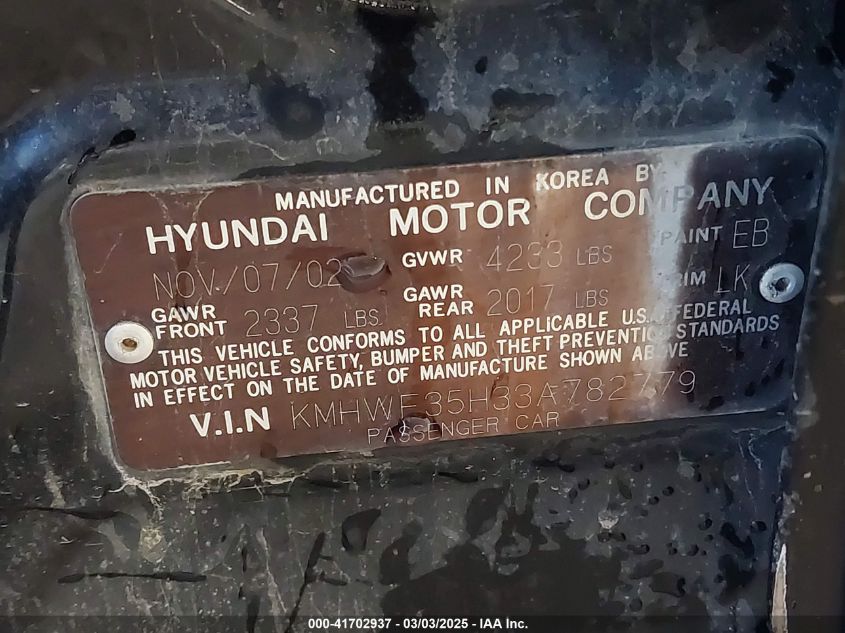 MANUFACTURED IN KOREA BY
HYUNDAI MOTOR COMPANY
NOV/07/02 GVWR 4233 LBS PAINT EB
GAWR FRONT 2337 LBS GAWR REAR 2017 LBS TRIM LK
THIS VEHICLE CONFORMS TO ALL APPLICABLE U.S. FEDERAL
MOTOR VEHICLE SAFETY, BUMPER AND THEFT PREVENTION STANDARDS
IN EFFECT ON THE DATE OF MANUFACTURE SHOWN ABOVE
V.I.N KMHWF35H33A782779
PASSENGER CAR
000-41702937 - 03/03/2025 - IAA Inc.